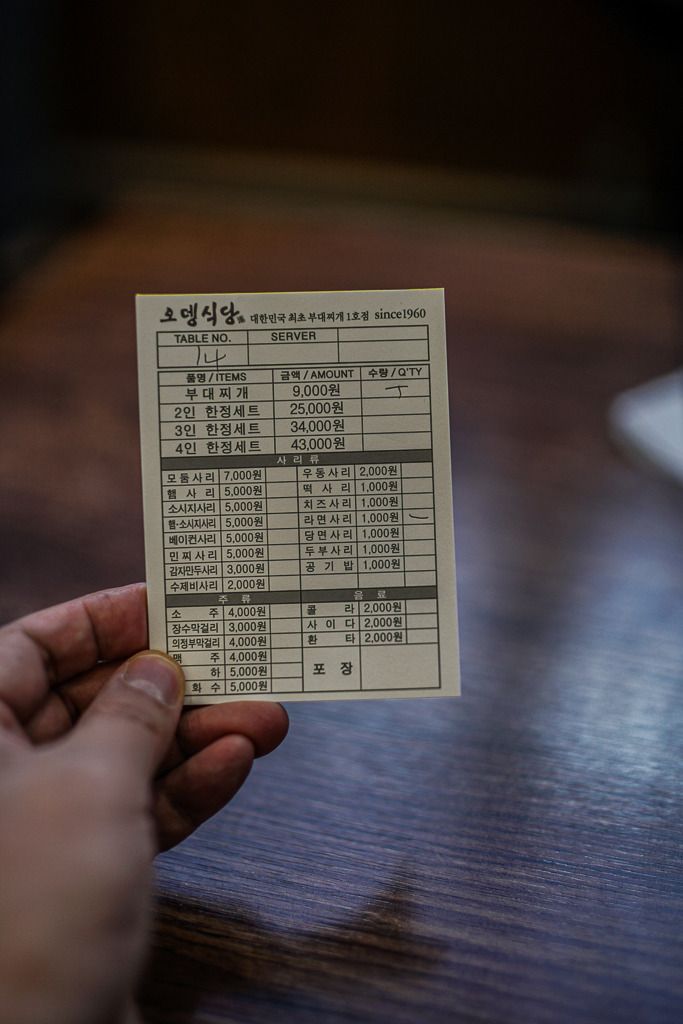 오뎅식당 대한민국 최초 부대찌개 1호점 since1960
TABLE NO. SERVER
14
품명 / ITEMS 금액 / AMOUNT 수량 / Q'TY
부대찌개 9,000원
2인 한정세트 25,000원
3인 한정세트 34,000원
4인 한정세트 43,000원
사리류
모둠사리 7,000원 우동사리 2,000원
햄사리 5,000원 떡사리 1,000원
소시지사리 5,000원 치즈사리 1,000원
햄·소시지사리 5,000원 라면사리 1,000원
베이컨사리 5,000원 당면사리 1,000원
민찌사리 5,000원 두부사리 1,000원
감자만두사리 3,000원 공기밥 1,000원
수제비사리 2,000원
주류 음료
소주 4,000원 콜라 2,000원
장수막걸리 3,000원 사이다 2,000원
의정부막걸리 4,000원 환타 2,000원
맥주 4,000원 포장
하 5,000원
화수 5,000원